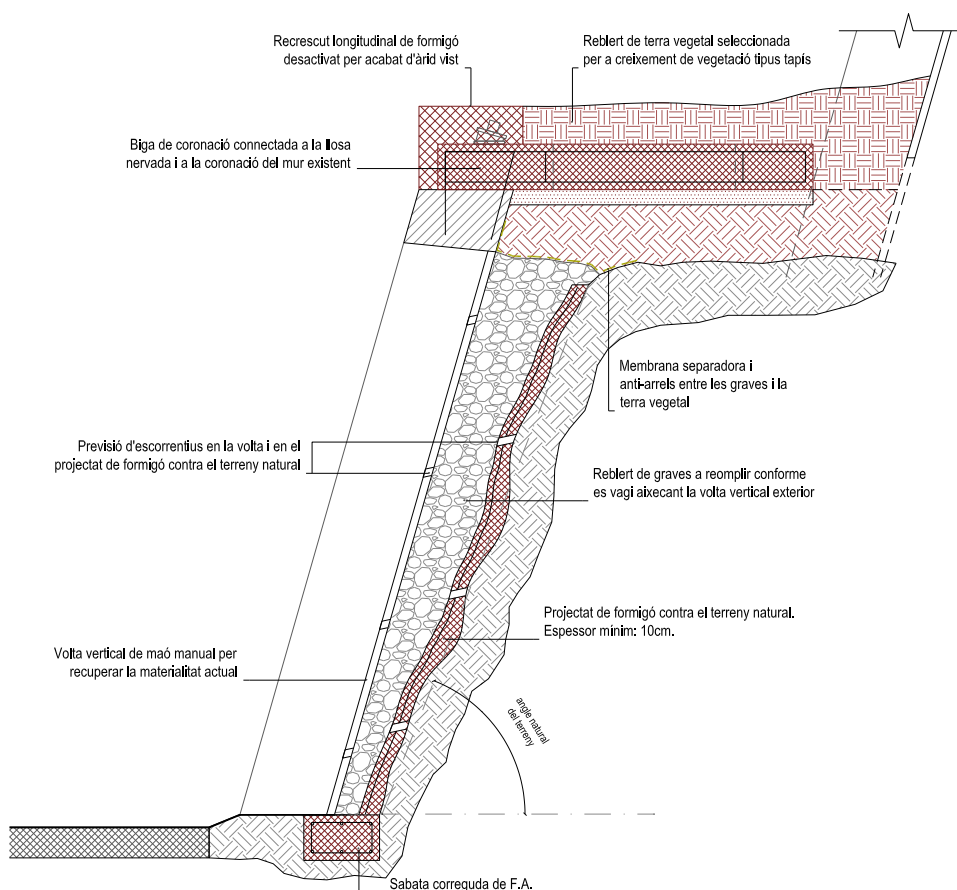 Recrescut longitudinal de formigó
desactivat per acabat d'àrid vist
Reblert de terra vegetal seleccionada
per a creixement de vegetació tipus tapís
Biga de coronació connectada a la llosa
nervada i a la coronació del mur existent
Membrana separadora i
anti-arrels entre les graves i la
terra vegetal
Previsió d'escorrentius en la volta i en el
projectat de formigó contra el terreny natural
Reblert de graves a reomplir conforme
es vagi aixecant la volta vertical exterior
Projectat de formigó contra el terreny natural.
Espessor mínim: 10cm.
Volta vertical de maó manual per
recuperar la materialitat actual
angle natural
del terreny
Sabata correguda de F.A.